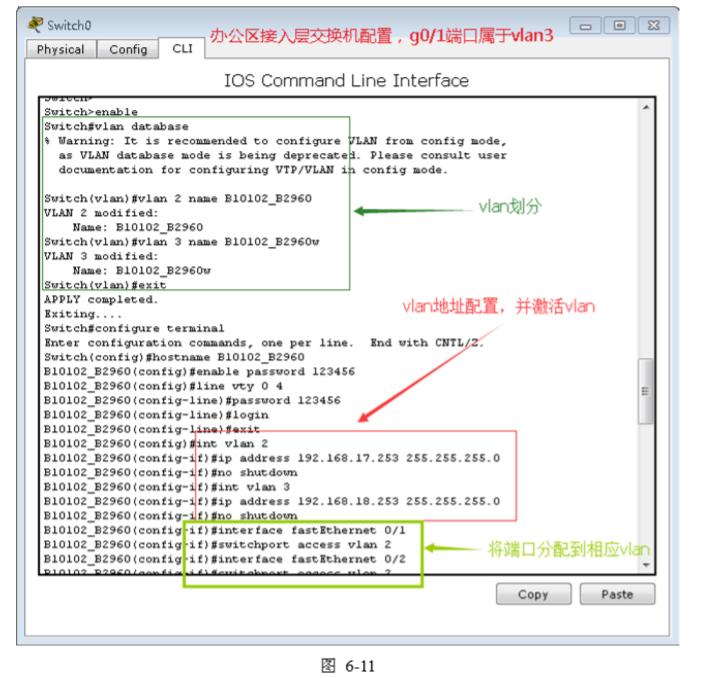 Switch0
办公区接入层交换机配置，g0/1端口属于vlan3
Physical Config CLI
IOS Command Line Interface
Switch>
Switch>enable
Switch#vlan database
% Warning: It is recommended to configure VLAN from config mode,
as VLAN database mode is being deprecated. Please consult user
documentation for configuring VTP/VLAN in config mode.
Switch(vlan)#vlan 2 name B10102_B2960
VLAN 2 modified:
Name: B10102_B2960
Switch(vlan)#vlan 3 name B10102_B2960w
VLAN 3 modified:
Name: B10102_B2960w
Switch(vlan)#exit
APPLY completed.
Exiting....
Switch#configure terminal
Enter configuration commands, one per line. End with CNTL/Z.
Switch(config)#hostname B10102_B2960
B10102_B2960(config)#enable password 123456
B10102_B2960(config)#line vty 0 4
B10102_B2960(config-line)#password 123456
B10102_B2960(config-line)#login
B10102_B2960(config-line)#exit
B10102_B2960(config)#int vlan 2
B10102_B2960(config-if)#ip address 192.168.17.253 255.255.255.0
B10102_B2960(config-if)#no shutdown
B10102_B2960(config-if)#int vlan 3
B10102_B2960(config-if)#ip address 192.168.18.253 255.255.255.0
B10102_B2960(config-if)#no shutdown
B10102_B2960(config-if)#interface fastEthernet 0/1
B10102_B2960(config-if)#switchport access vlan 2
B10102_B2960(config-if)#interface fastEthernet 0/2
B10102_B2960(config-if)#switchport access vlan
vlan划分
vlan地址配置，并激活vlan
将端口分配到相应vlan
Copy Paste
图 6-11